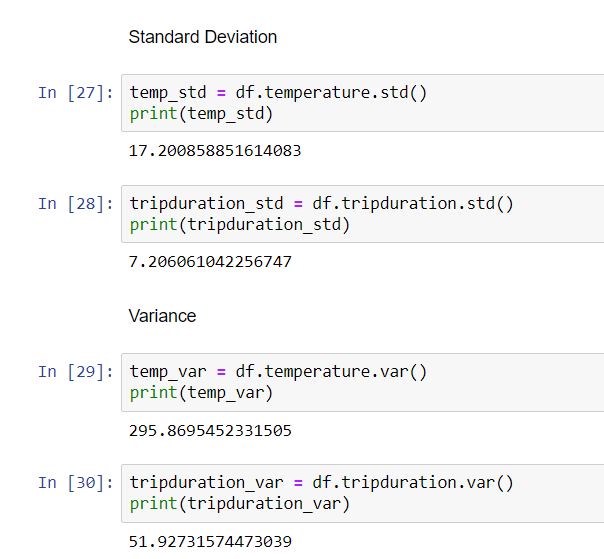 Standard Deviation
In [27]: temp_std = df.temperature.std()
print(temp_std)
17.200858851614083
In [28]: tripduration_std = df.tripduration.std()
print(tripduration_std)
7.206061042256747
Variance
In [29]: temp_var = df.temperature.var()
print(temp_var)
295.8695452331505
In [30]: tripduration_var = df.tripduration.var()
print(tripduration_var)
51.92731574473039